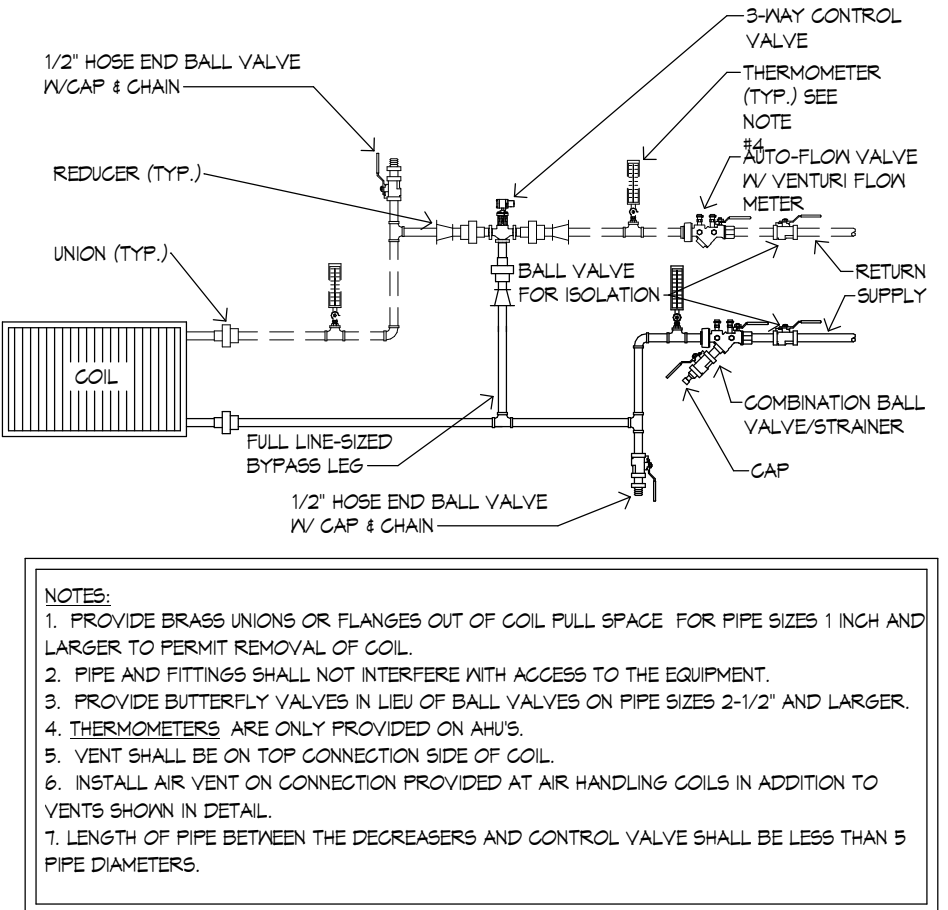 3-WAY CONTROL
VALVE
1/2" HOSE END BALL VALVE
W/CAP & CHAIN
THERMOMETER
(TYP.) SEE
NOTE
#4
REDUCER (TYP.)
AUTO-FLOW VALVE
W/ VENTURI FLOW
METER
UNION (TYP.)
BALL VALVE
FOR ISOLATION
RETURN
SUPPLY
COIL
COMBINATION BALL
VALVE/STRAINER
FULL LINE-SIZED
BYPASS LEG
CAP
1/2" HOSE END BALL VALVE
W/ CAP & CHAIN
NOTES:
1. PROVIDE BRASS UNIONS OR FLANGES OUT OF COIL PULL SPACE FOR PIPE SIZES 1 INCH AND
LARGER TO PERMIT REMOVAL OF COIL.
2. PIPE AND FITTINGS SHALL NOT INTERFERE WITH ACCESS TO THE EQUIPMENT.
3. PROVIDE BUTTERFLY VALVES IN LIEU OF BALL VALVES ON PIPE SIZES 2-1/2" AND LARGER.
4. THERMOMETERS ARE ONLY PROVIDED ON AHU'S.
5. VENT SHALL BE ON TOP CONNECTION SIDE OF COIL.
6. INSTALL AIR VENT ON CONNECTION PROVIDED AT AIR HANDLING COILS IN ADDITION TO
VENTS SHOWN IN DETAIL.
7. LENGTH OF PIPE BETWEEN THE DECREASERS AND CONTROL VALVE SHALL BE LESS THAN 5
PIPE DIAMETERS.